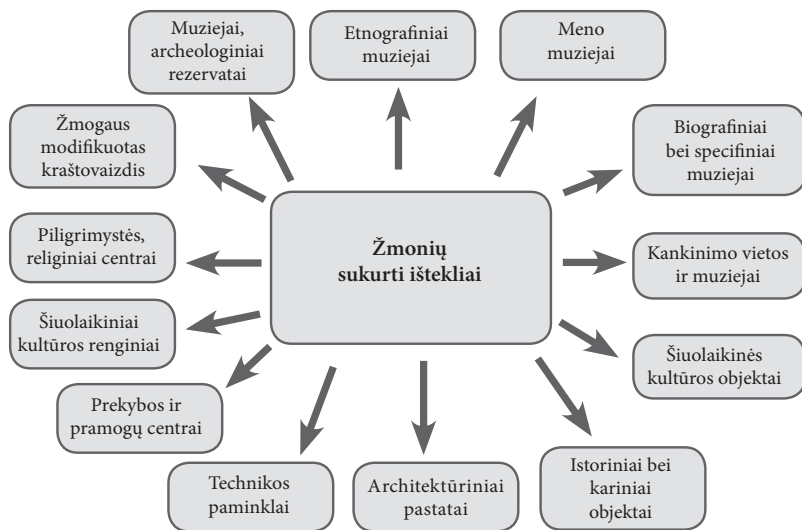 Muziejai,
archeologiniai
rezervatai
Etnografiniai
muziejai
Meno
muziejai
Žmogaus
modifikuotas
kraštovaizdis
Biografiniai
bei specifiniai
muziejai
Žmonių
sukurti ištekliai
Piligrimystės,
religiniai centrai
Kankinimo vietos
ir muziejai
Šiuolaikiniai
kultūros renginiai
Šiuolaikinės
kultūros objektai
Prekybos ir
pramogų centrai
Technikos
paminklai
Architektūriniai
pastatai
Istoriniai bei
kariniai
objektai